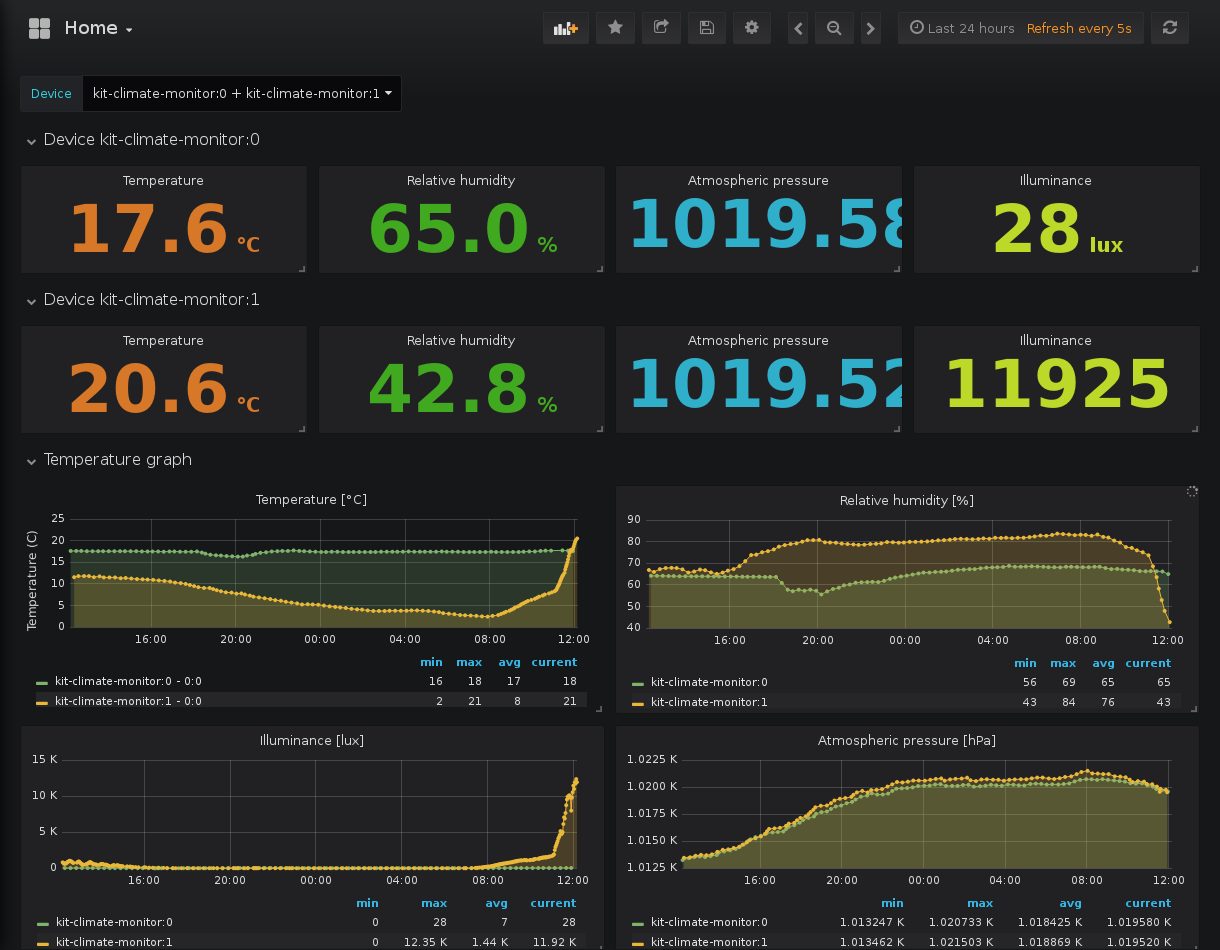 Home
Last 24 hours Refresh every 5s
Device kit-climate-monitor:0 + kit-climate-monitor:1
Device kit-climate-monitor:0
Temperature Relative humidity Atmospheric pressure Illuminance
17.6 °C 65.0 % 1019.58 28 lux
Device kit-climate-monitor:1
Temperature Relative humidity Atmospheric pressure Illuminance
20.6 °C 42.8 % 1019.52 11925
Temperature graph
Temperature [°C]
Temperature (C)
25
20
15
10
5
0
16:00 20:00 00:00 04:00 08:00 12:00
min max avg current
kit-climate-monitor:0 - 0:0 16 18 17 18
kit-climate-monitor:1 - 0:0 2 21 8 21
Relative humidity [%]
90
80
70
60
50
40
16:00 20:00 00:00 04:00 08:00 12:00
min max avg current
kit-climate-monitor:0 56 69 65 65
kit-climate-monitor:1 43 84 76 43
Illuminance [lux]
15 K
10 K
5 K
0
16:00 20:00 00:00 04:00 08:00 12:00
min max avg current
kit-climate-monitor:0 0 28 7 28
kit-climate-monitor:1 0 12.35 K 1.44 K 11.92 K
Atmospheric pressure [hPa]
1.0225 K
1.0200 K
1.0175 K
1.0150 K
1.0125 K
16:00 20:00 00:00 04:00 08:00 12:00
min max avg current
kit-climate-monitor:0 1.013247 K 1.020733 K 1.018425 K 1.019580 K
kit-climate-monitor:1 1.013462 K 1.021503 K 1.018869 K 1.019520 K